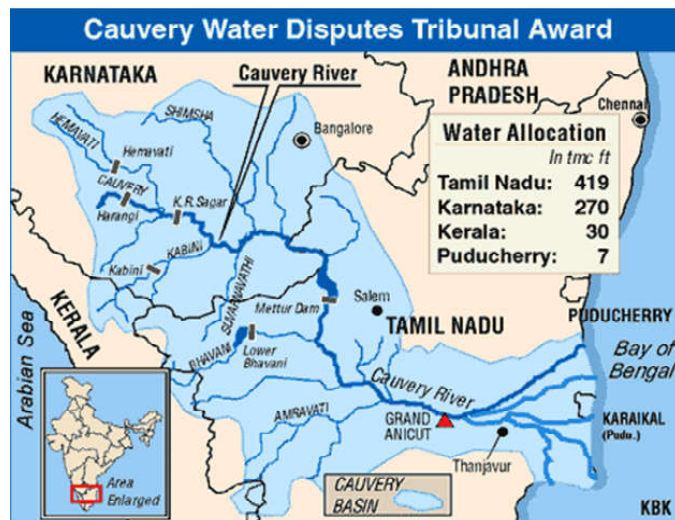 Cauvery Water Disputes Tribunal Award
KARNATAKA
Cauvery River
ANDHRA
PRADESH
Chennai
SHIMSHA
HEMAVATI
Hemavati
Bangalore
Water Allocation
In tmc ft
Tamil Nadu: 419
Karnataka: 270
Kerala: 30
Puducherry: 7
CAUVERY
Harangi
K.R. Sagar
KABINI
Kabini
SUVARNAVATHI
Mettur Dam
Salem
TAMIL NADU
PUDUCHERRY
KERALA
Arabian Sea
BHAVANI
Lower
Bhavani
Bay of
Bengal
Cauvery River
AMRAVATI
GRAND
ANICUT
KARAIKAL
(Pudu.)
Thanjavur
Area
Enlarged
CAUVERY
BASIN
KBK